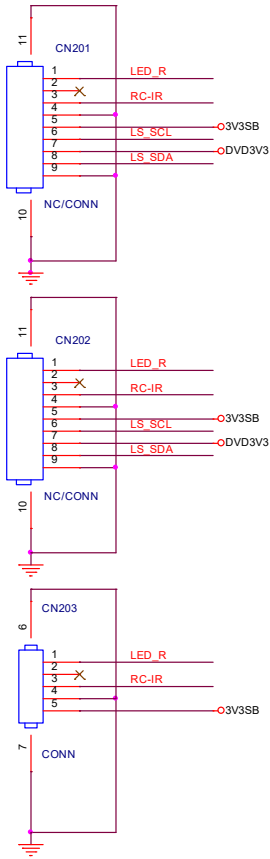 11
CN201
1 LED_R
2
3 RC-IR
4
5 3V3SB
6 LS_SCL
7 DVD3V3
8 LS_SDA
9
10 NC/CONN
11
CN202
1 LED_R
2
3 RC-IR
4
5 3V3SB
6 LS_SCL
7 DVD3V3
8 LS_SDA
9
10 NC/CONN
CN203
6
1 LED_R
2
3 RC-IR
4
5 3V3SB
7 CONN